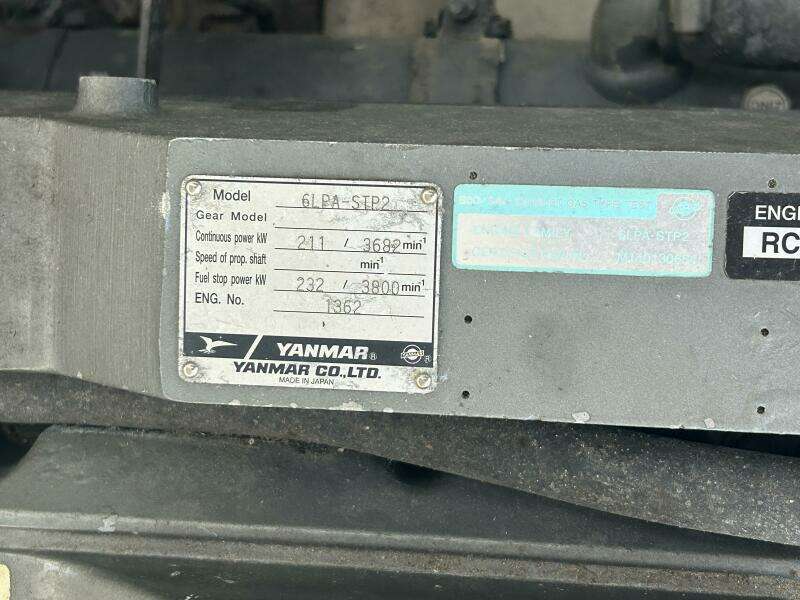 Model 6LPA-STP2
Gear Model
Continuous power kW 211 / 3682 min-1
Speed of prop. shaft min-1
Fuel stop power kW 232 / 3800 min-1
ENG. No. 1362
YANMAR®
YANMAR CO.,LTD.
MADE IN JAPAN
ENGINE FAMILY 6LPA-STP2
ENGI
RC